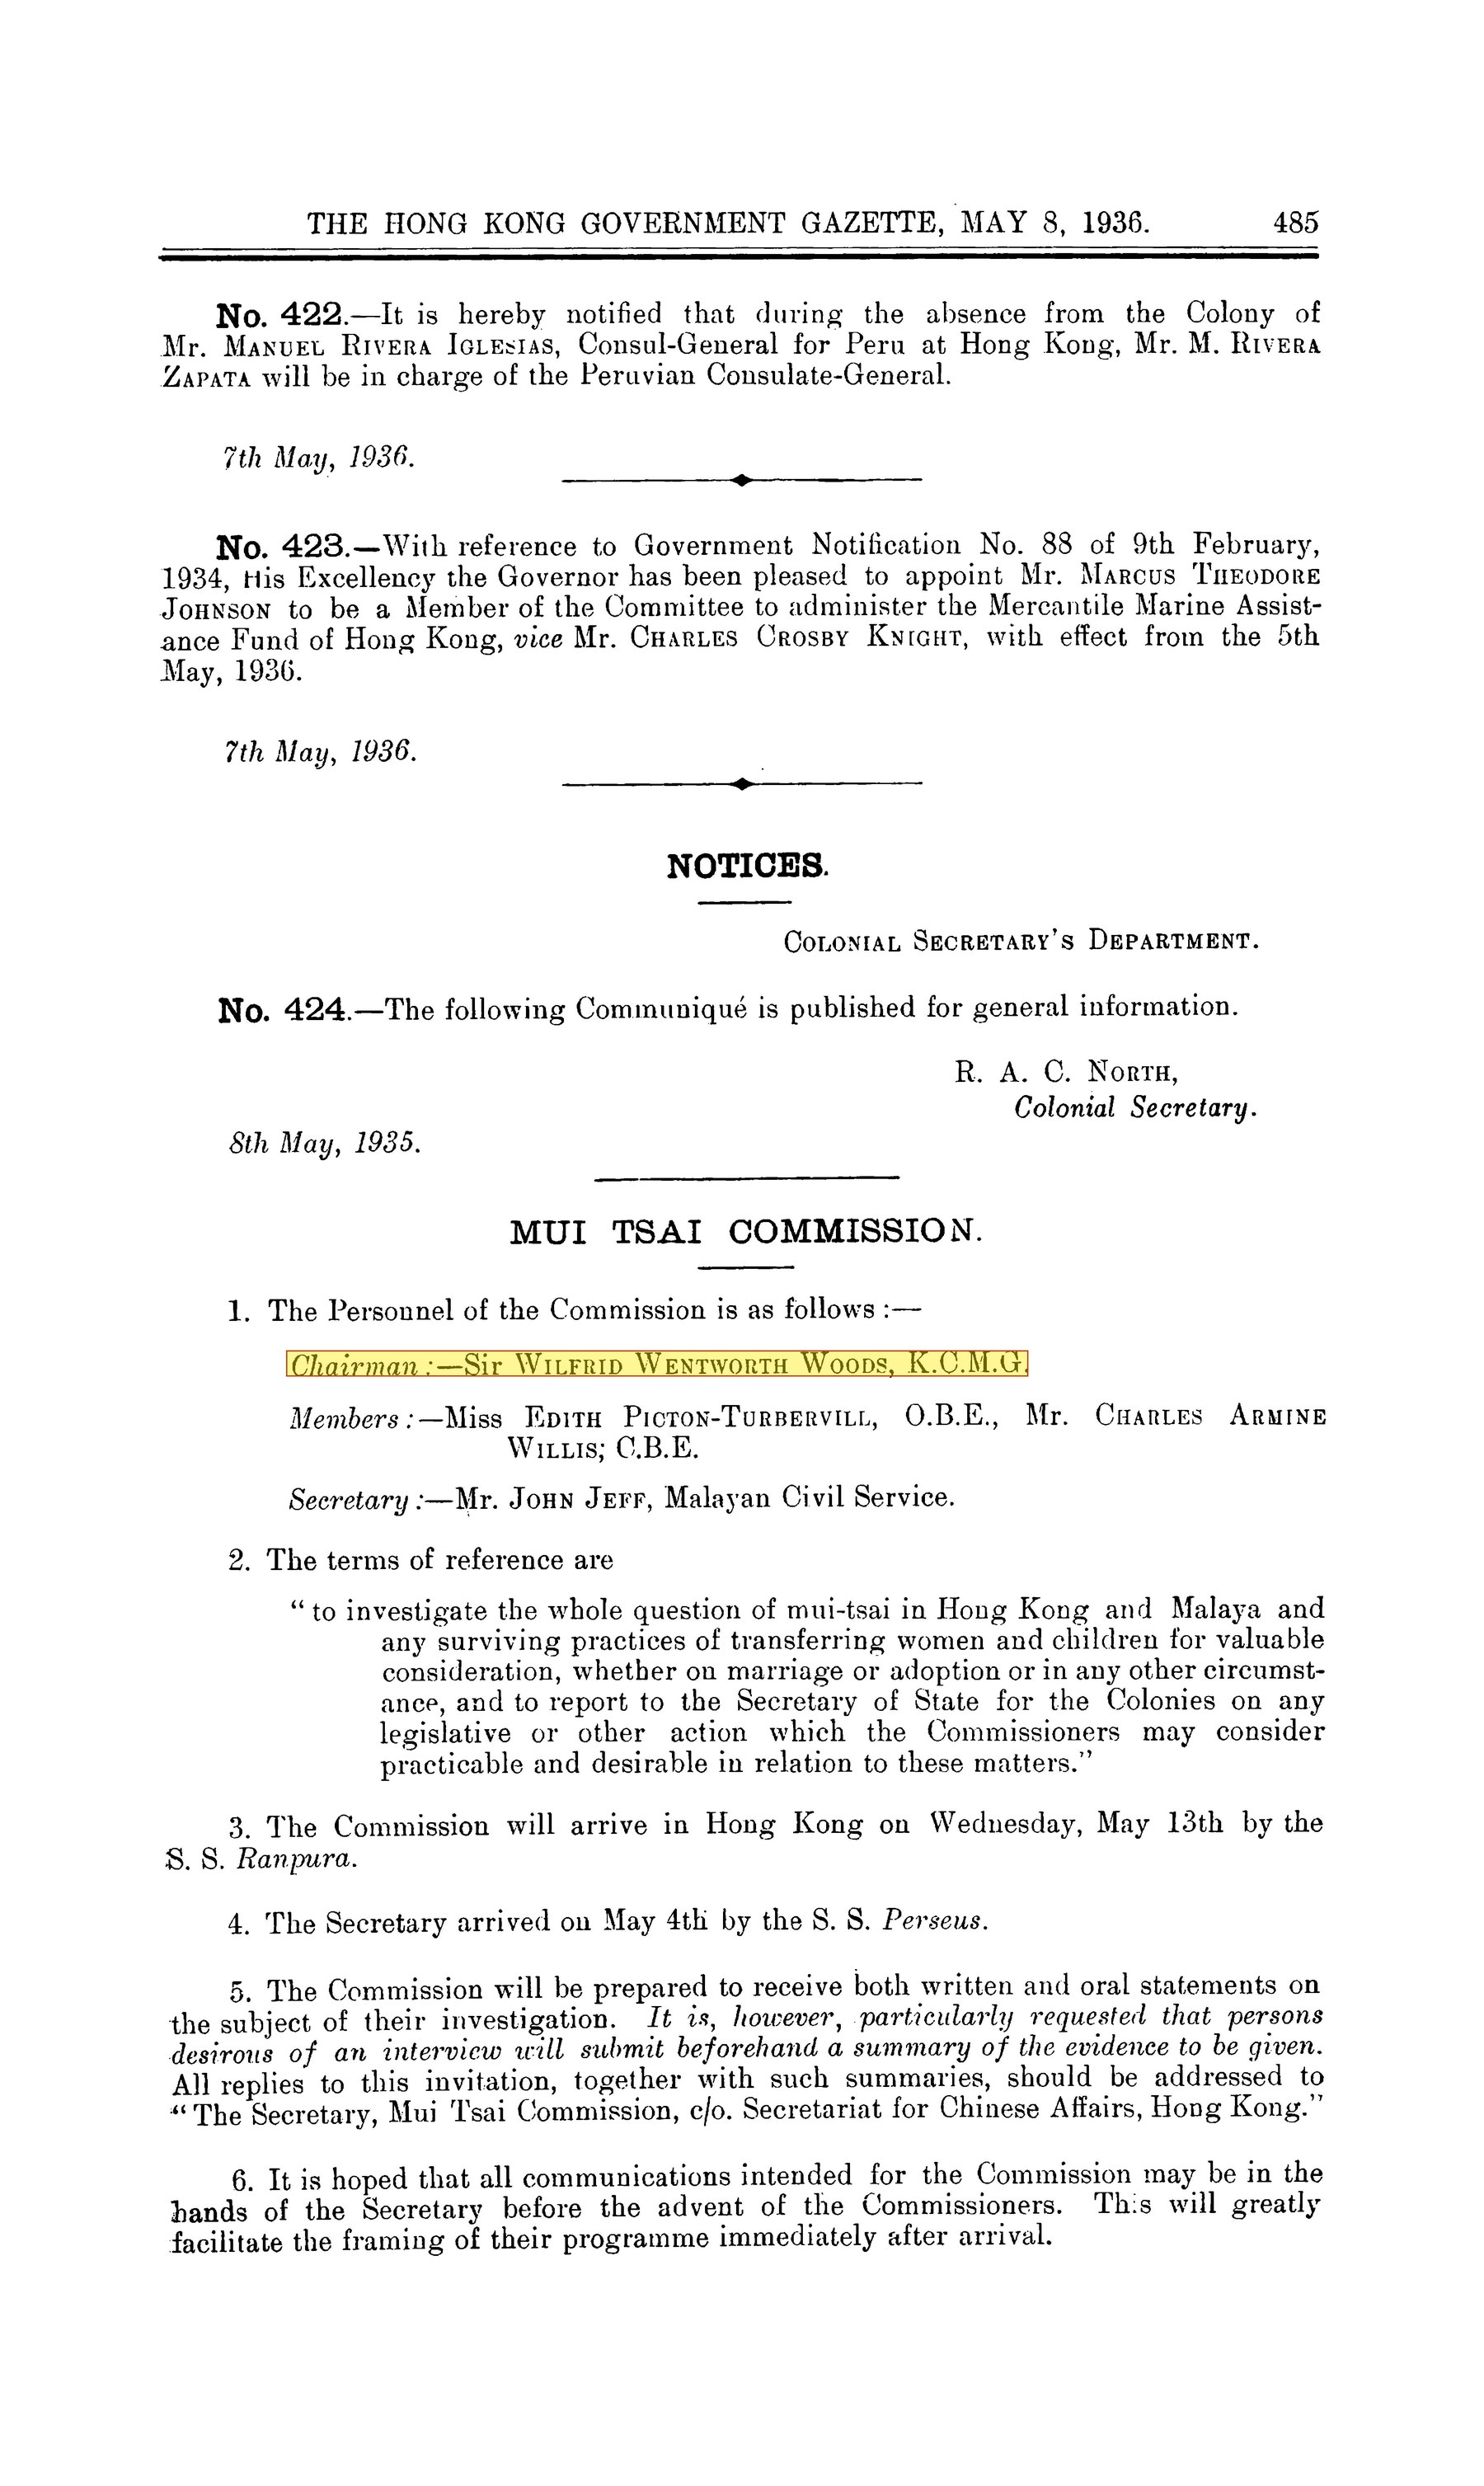 THE HONG KONG GOVERNMENT GAZETTE, MAY 8, 1936. 485
No. 422.—It is hereby notified that during the absence from the Colony of
Mr. MANUEL RIVERA IGLESIAS, Consul-General for Peru at Hong Kong, Mr. M. RIVERA
ZAPATA will be in charge of the Peruvian Consulate-General.
7th May, 1936.
No. 423.—With reference to Government Notification No. 88 of 9th February,
1934, His Excellency the Governor has been pleased to appoint Mr. MARCUS THEODORE
JOHNSON to be a Member of the Committee to administer the Mercantile Marine Assist-
ance Fund of Hong Kong, vice Mr. CHARLES CROSBY KNIGHT, with effect from the 5th
May, 1936.
7th May, 1936.
NOTICES.
COLONIAL SECRETARY'S DEPARTMENT.
No. 424.—The following Communiqué is published for general information.
R. A. C. NORTH,
Colonial Secretary.
8th May, 1935.
MUI TSAI COMMISSION.
1. The Personnel of the Commission is as follows :—
Chairman :—Sir WILFRID WENTWORTH WOODS, K.C.M.G.
Members :—Miss EDITH PICTON-TURBERVILL, O.B.E., Mr. CHARLES ARMINE
WILLIS; C.B.E.
Secretary :—Mr. JOHN JEFF, Malayan Civil Service.
2. The terms of reference are
“ to investigate the whole question of mui-tsai in Hong Kong and Malaya and
any surviving practices of transferring women and children for valuable
consideration, whether on marriage or adoption or in any other circumst-
ance, and to report to the Secretary of State for the Colonies on any
legislative or other action which the Commissioners may consider
practicable and desirable in relation to these matters.”
3. The Commission will arrive in Hong Kong on Wednesday, May 13th by the
S. S. Ranpura.
4. The Secretary arrived on May 4th by the S. S. Perseus.
5. The Commission will be prepared to receive both written and oral statements on
the subject of their investigation. It is, however, particularly requested that persons
desirous of an interview will submit beforehand a summary of the evidence to be given.
All replies to this invitation, together with such summaries, should be addressed to
“ The Secretary, Mui Tsai Commission, c/o. Secretariat for Chinese Affairs, Hong Kong.”
6. It is hoped that all communications intended for the Commission may be in the
hands of the Secretary before the advent of the Commissioners. This will greatly
facilitate the framing of their programme immediately after arrival.